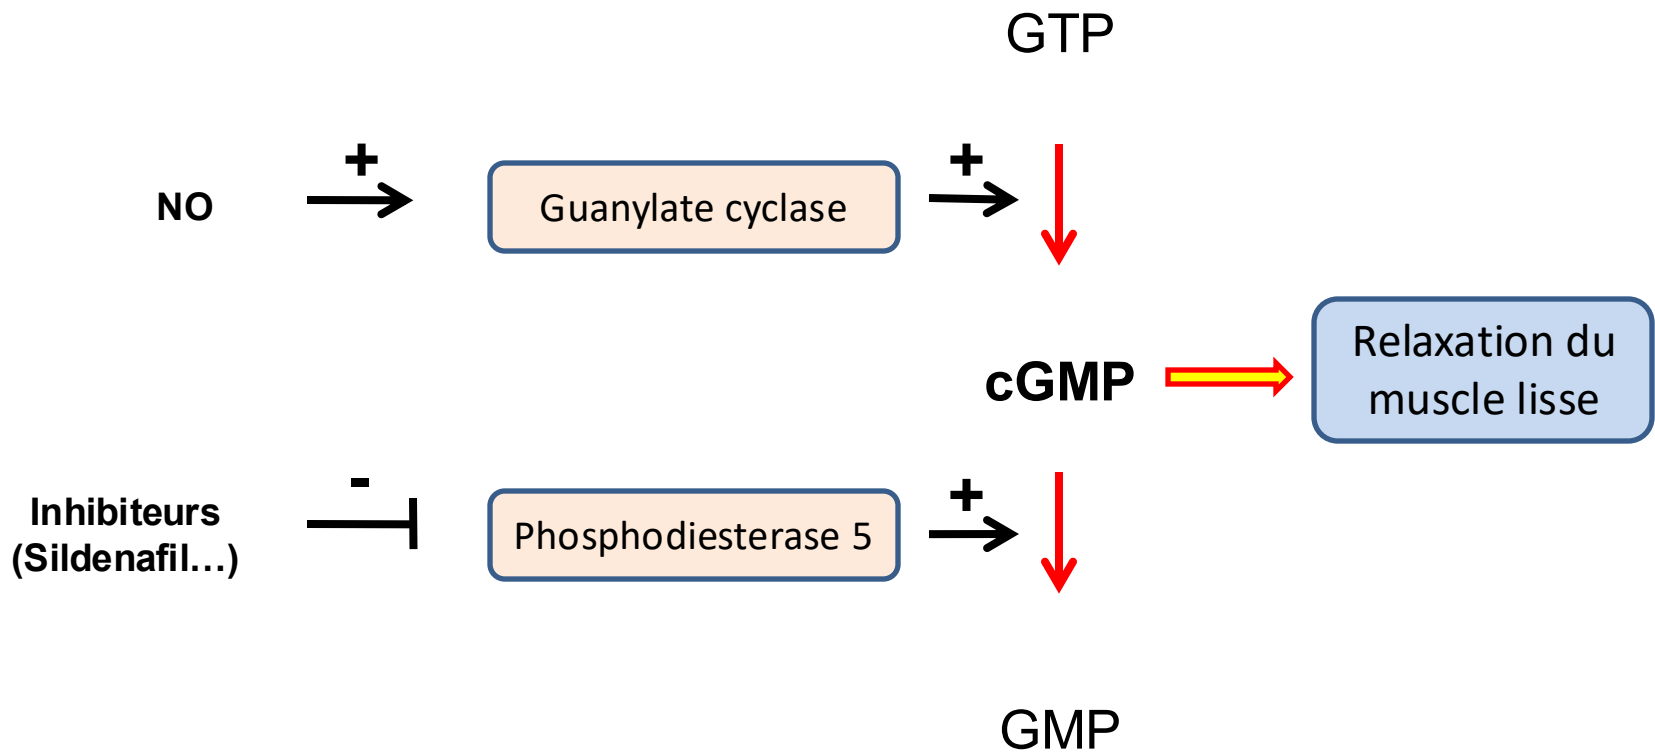 GTP
+
+
NO
Guanylate cyclase
cGMP
Relaxation du
muscle lisse
-
+
Inhibiteurs
(Sildenafil...)
Phosphodiesterase 5
GMP